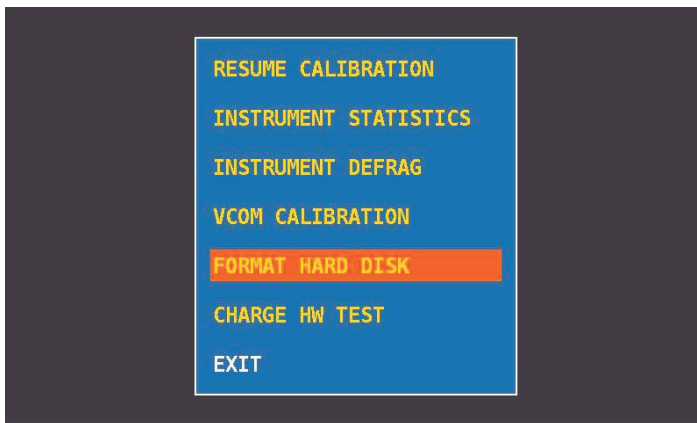 RESUME CALIBRATION
INSTRUMENT STATISTICS
INSTRUMENT DEFRAG
VCOM CALIBRATION
FORMAT HARD DISK
CHARGE HW TEST
EXIT